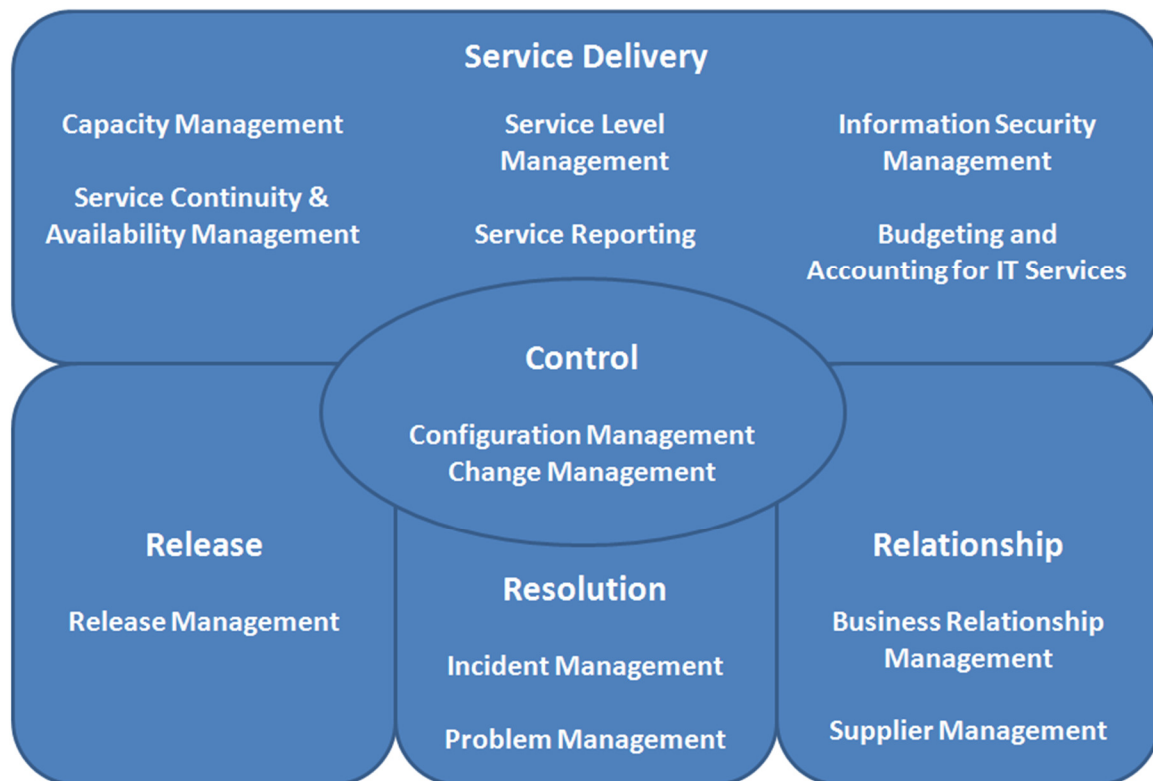 Service Delivery
Capacity Management
Service Continuity &
Availability Management
Service Level
Management
Service Reporting
Information Security
Management
Budgeting and
Accounting for IT Services
Control
Configuration Management
Change Management
Release
Release Management
Resolution
Incident Management
Problem Management
Relationship
Business Relationship
Management
Supplier Management